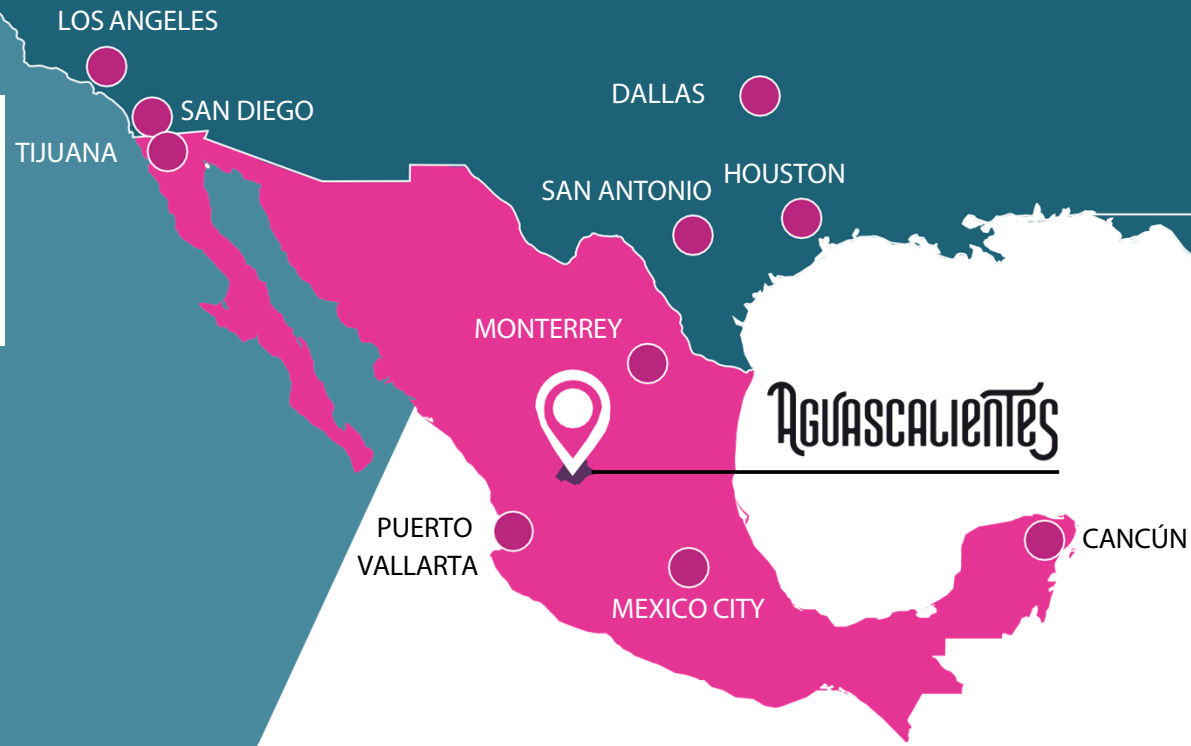 LOS ANGELES
SAN DIEGO
TIJUANA
DALLAS
HOUSTON
SAN ANTONIO
MONTERREY
AGUASCALIENTES
PUERTO
VALLARTA
CANCÚN
MEXICO CITY